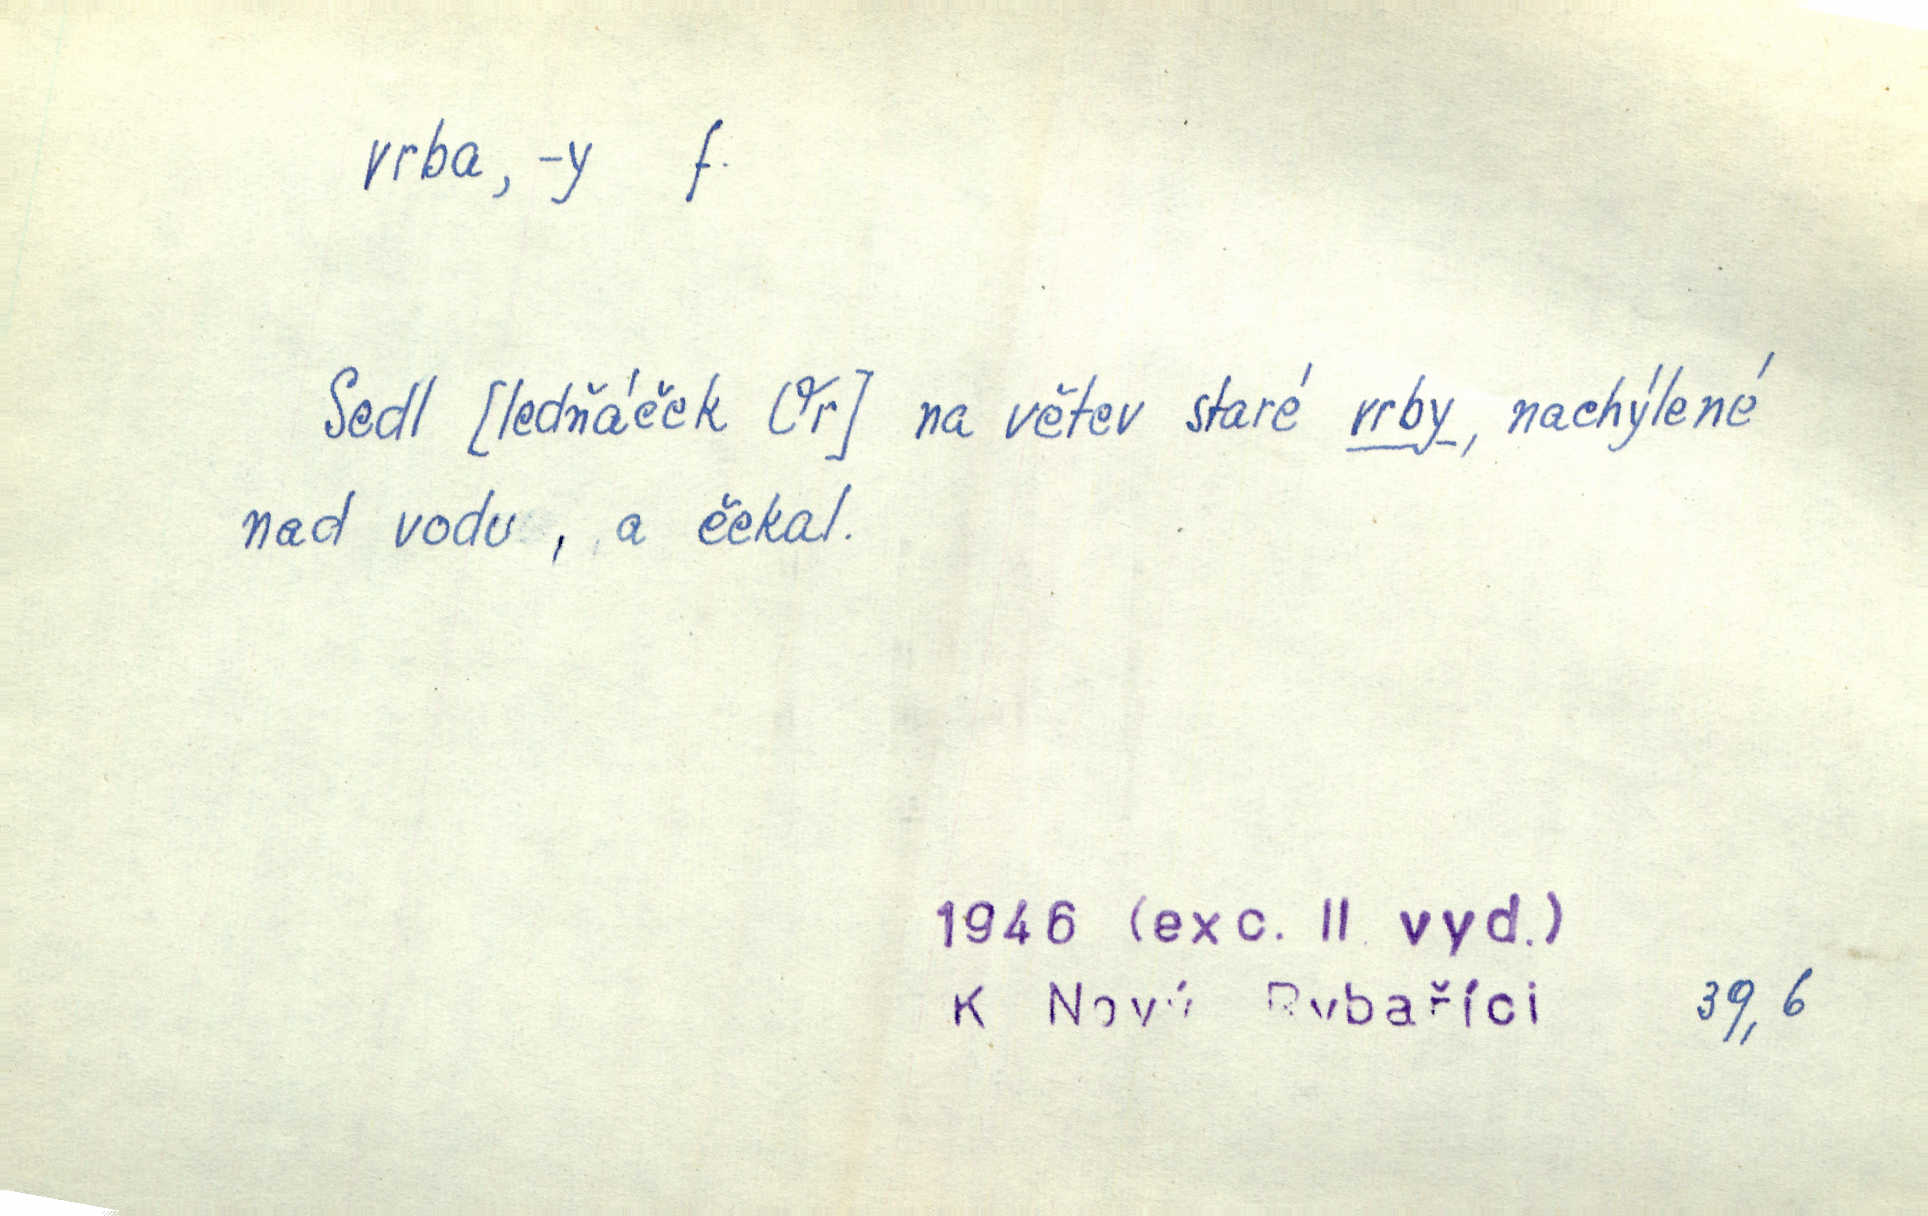 vrba, -y f.
Sedl [ledňáček Or] na větev staré vrby, nachýlené
nad vodu, a čekal.
1946 (exc. II. vyd.)
K Nový Rybaříci 39,6